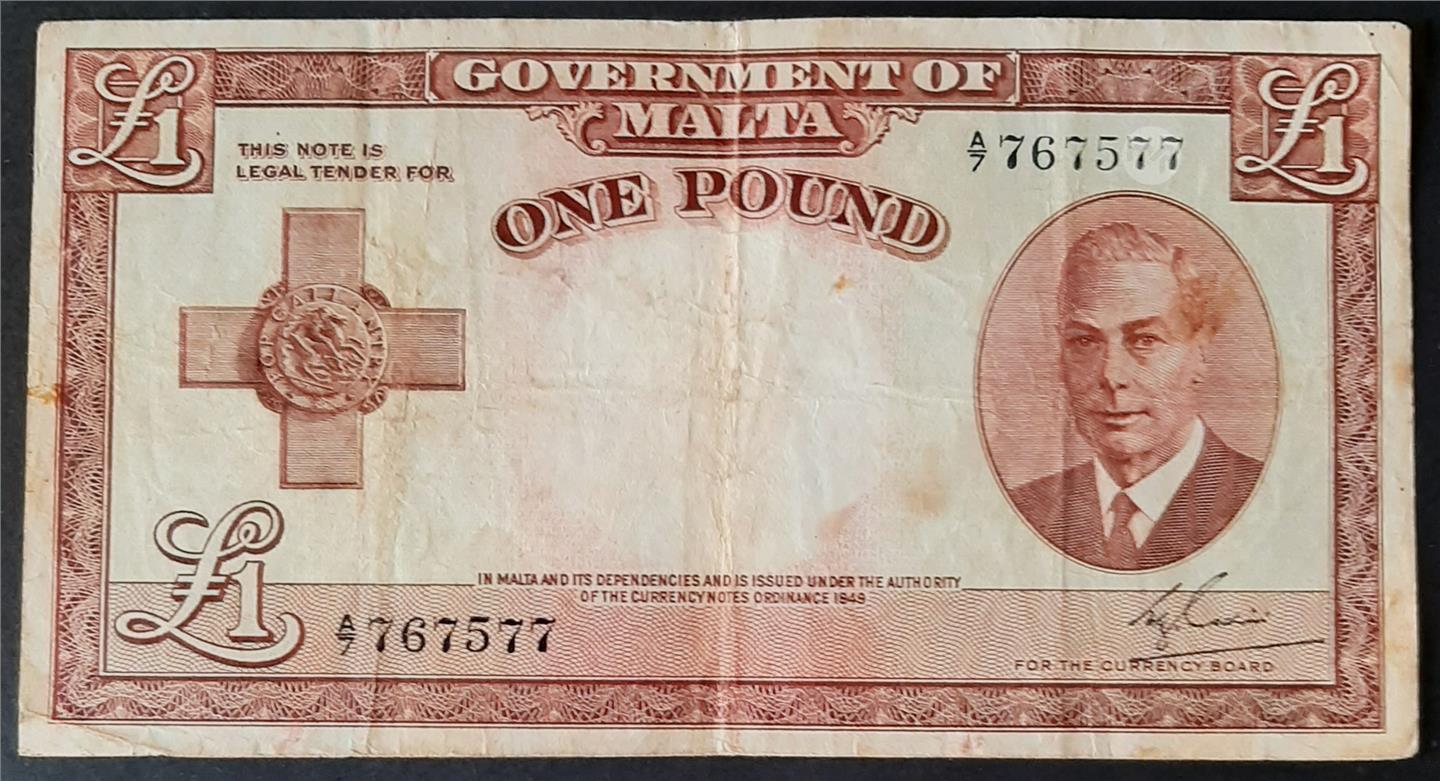 £1
GOVERNMENT OF
MALTA
£1
THIS NOTE IS
LEGAL TENDER FOR
A/7 767577
ONE POUND
FOR GALLANTRY
£1
IN MALTA AND ITS DEPENDENCIES AND IS ISSUED UNDER THE AUTHORITY
OF THE CURRENCY NOTES ORDINANCE 1949
A/7 767577
FOR THE CURRENCY BOARD